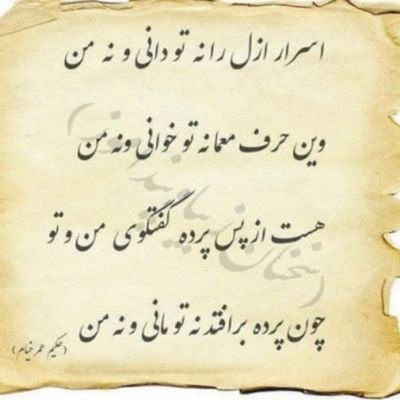 اسرار ازل را نه تو دانی و نه من
وین حرف معما نه تو خوانی و نه من
هست از پس پرده گفتگوی من و تو
چون پرده برافتد نه تو مانی و نه من
(حکیم عمر خیام)